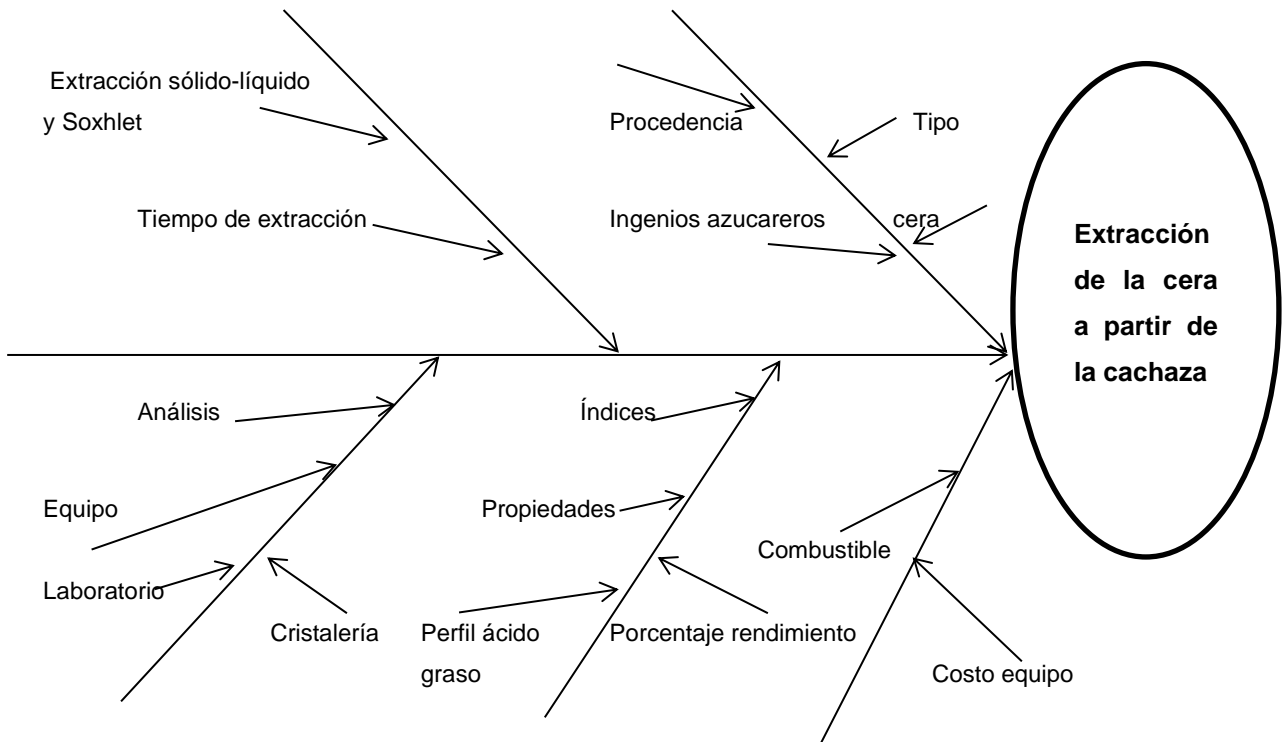 Extracción sólido-líquido
y Soxhlet
Procedencia
Tipo
Tiempo de extracción
Ingenios azucareros
cera
Extracción
de la cera
a partir de
la cachaza
Análisis
Índices
Equipo
Propiedades
Combustible
Laboratorio
Cristalería
Perfil ácido
graso
Porcentaje rendimiento
Costo equipo